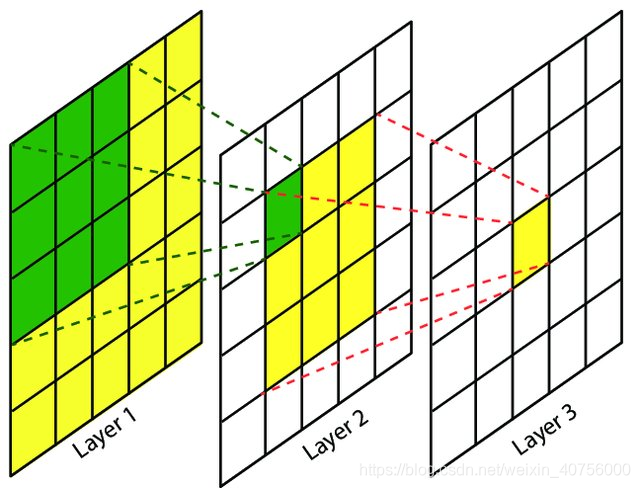 Layer 1
Layer 2
Layer 3
https://blog.csdn.net/weixin_40756000